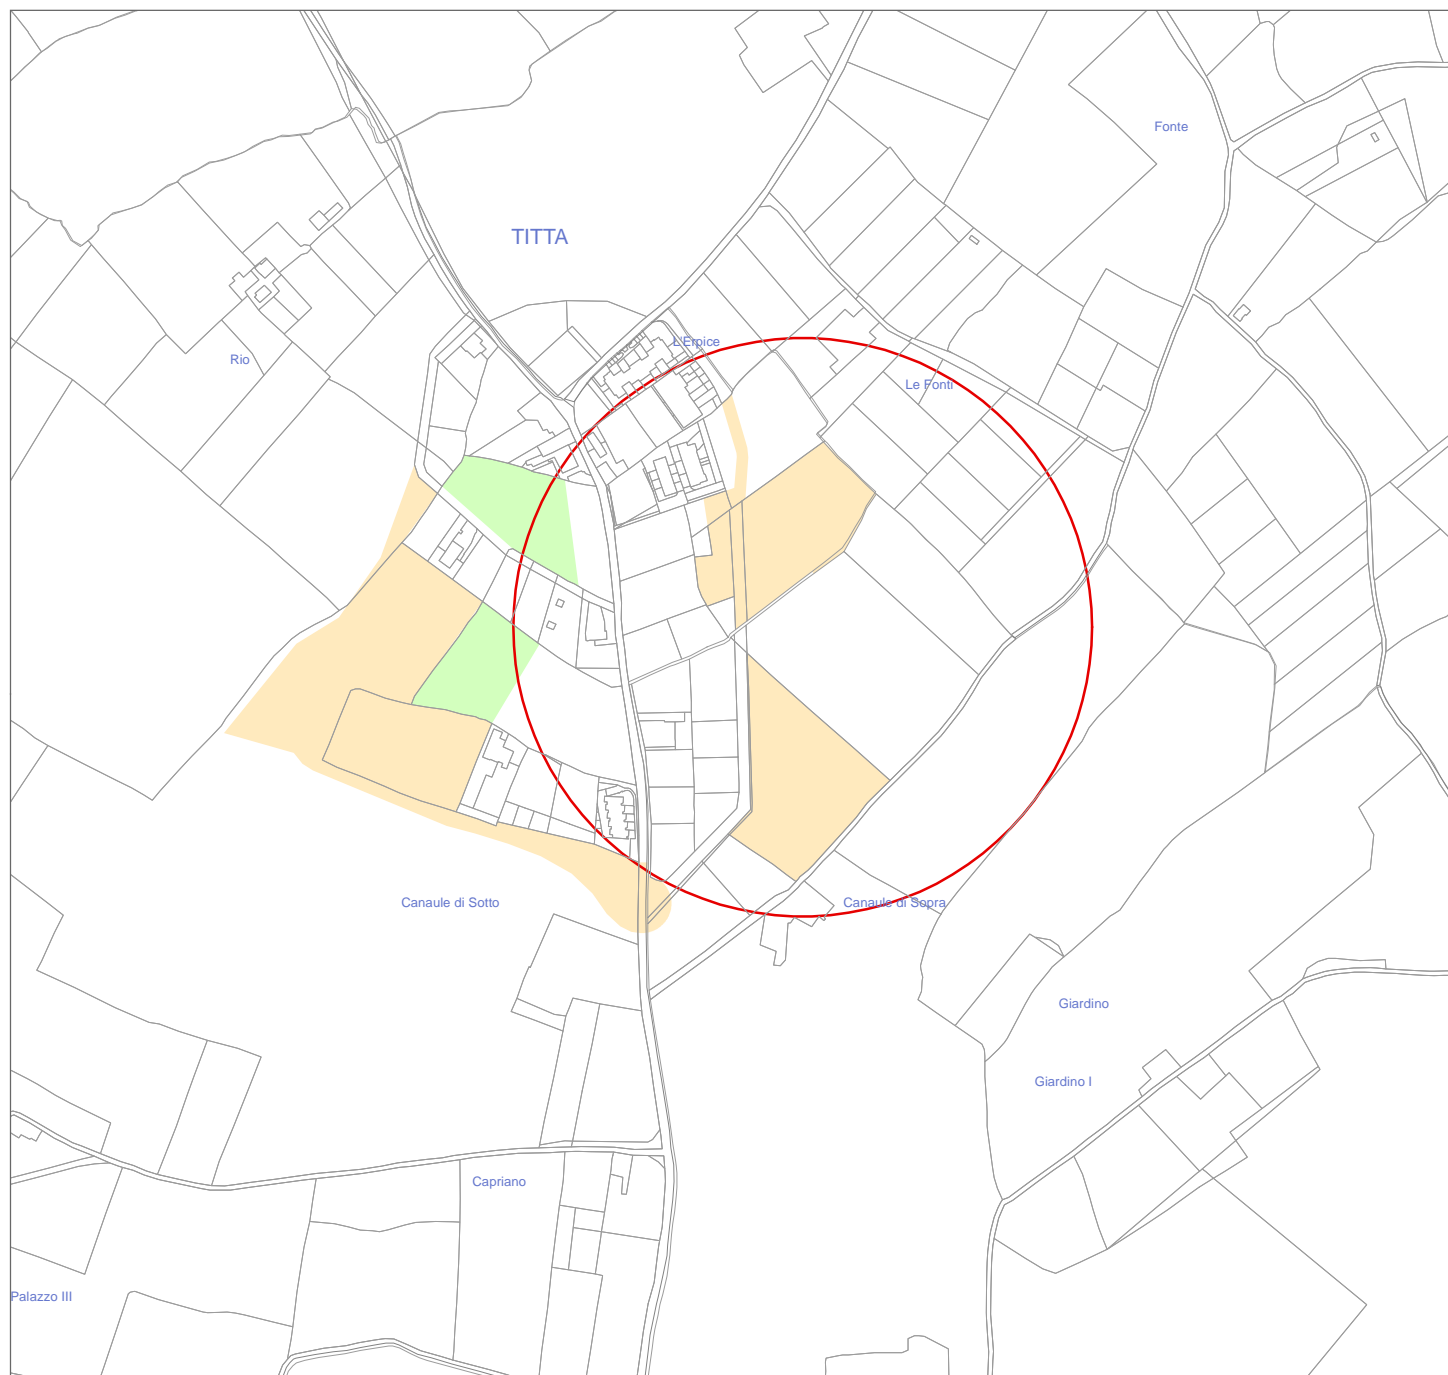 Fonte
TITTA
L'Erpice
Rio
Le Fonti
Canaule di Sotto
Canaule di Sopra
Giardino
Giardino I
Capriano
Palazzo III